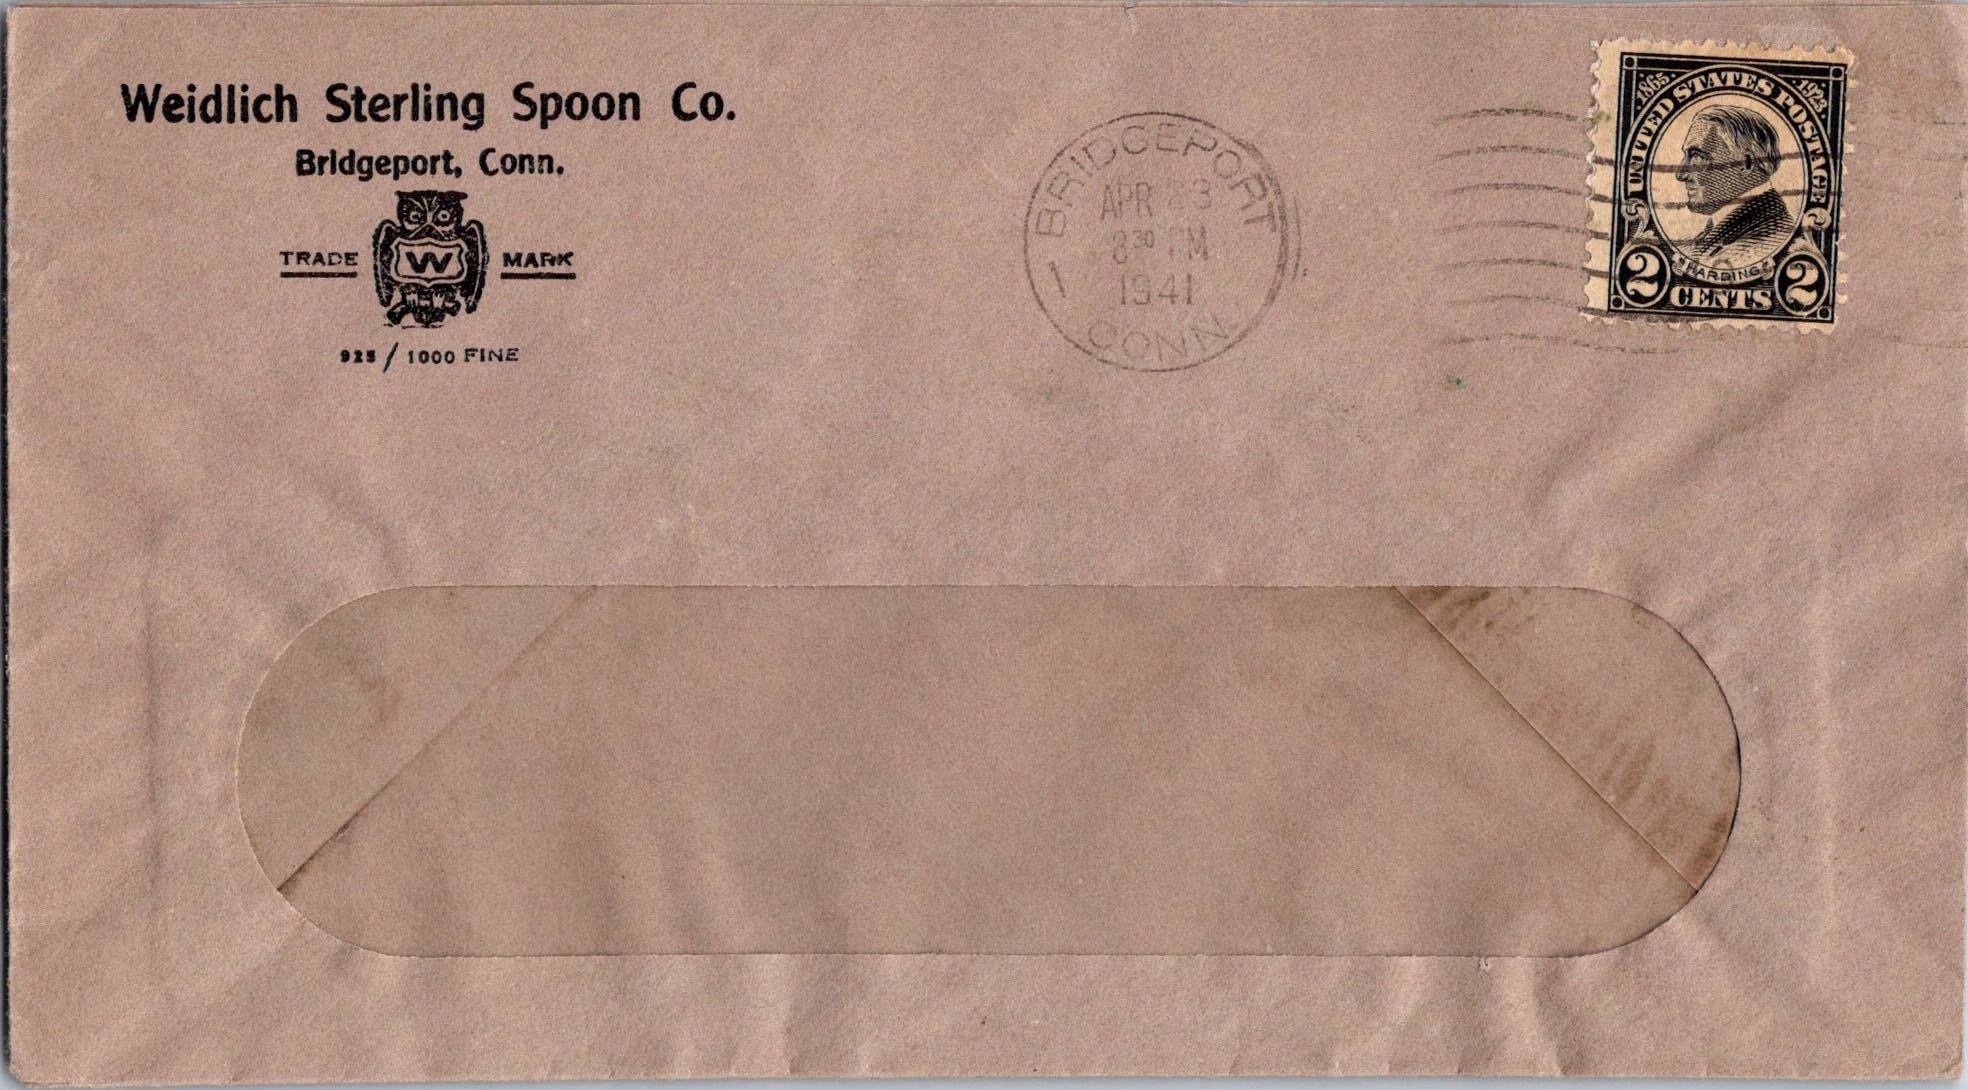 Weidlich Sterling Spoon Co.
Bridgeport, Conn.
TRADE MARK
W
925 / 1000 FINE
BRIDGEPORT
APR 23
8 30 PM
1941
1
CONN.
1865 1923
UNITED STATES POSTAGE
HARDING
2 CENTS 2